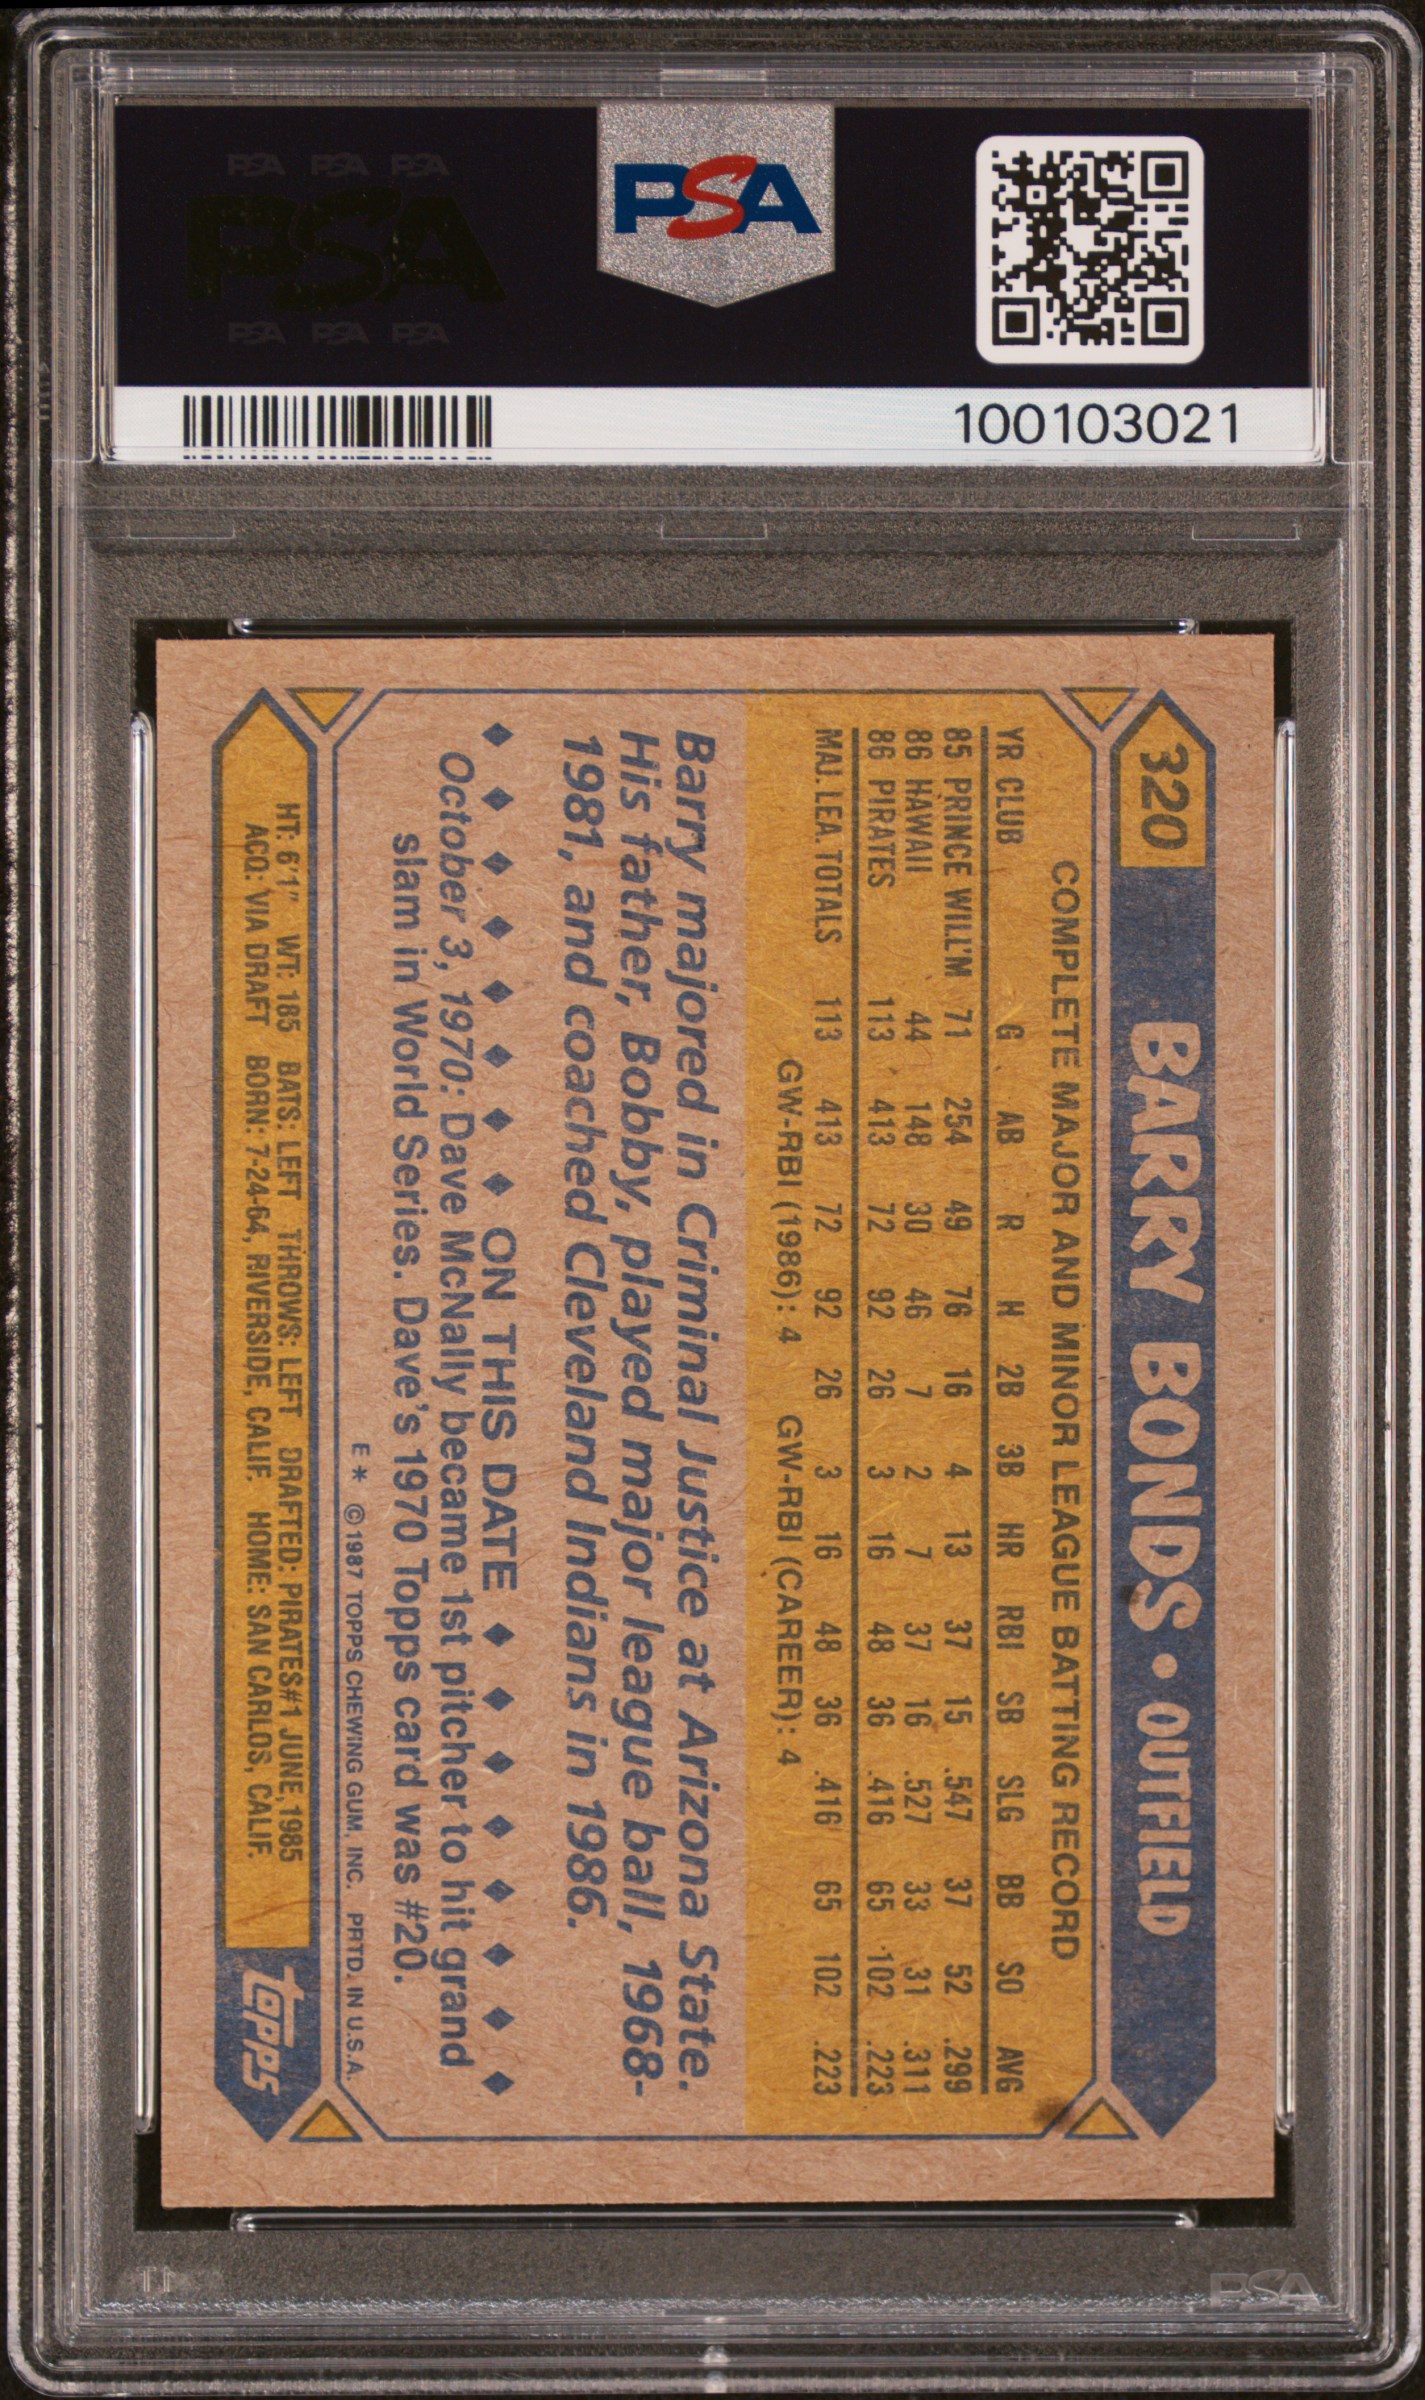 PSA PSA PSA
PSA
PSA PSA PSA
PSA
100103021
320 BARRY BONDS • OUTFIELD
COMPLETE MAJOR AND MINOR LEAGUE BATTING RECORD
YR CLUB G AB R H 2B 3B HR RBI SB SLG BB SO AVG
85 PRINCE WILL'M 71 254 49 76 16 4 13 37 15 .547 37 52 .299
86 HAWAII 44 148 30 46 7 2 7 37 16 .527 33 31 .311
86 PIRATES 113 413 72 92 26 3 16 48 36 .416 65 102 .223
MAJ. LEA. TOTALS 113 413 72 92 26 3 16 48 36 .416 65 102 .223
GW-RBI (1986): 4 GW-RBI (CAREER): 4
Barry majored in Criminal Justice at Arizona State.
His father, Bobby, played major league ball, 1968-
1981, and coached Cleveland Indians in 1986.
◆ ◆ ◆ ◆ ◆ ◆ ◆ ◆ ON THIS DATE ◆ ◆ ◆ ◆ ◆ ◆ ◆ ◆
October 3, 1970: Dave McNally became 1st pitcher to hit grand
slam in World Series. Dave's 1970 Topps card was #20.
E * © 1987 TOPPS CHEWING GUM, INC. PRTD. IN U.S.A.
HT: 6'1" WT: 185 BATS: LEFT THROWS: LEFT DRAFTED: PIRATES#1 JUNE, 1985
ACQ: VIA DRAFT BORN: 7-24-64, RIVERSIDE, CALIF. HOME: SAN CARLOS, CALIF.
topps
PSA